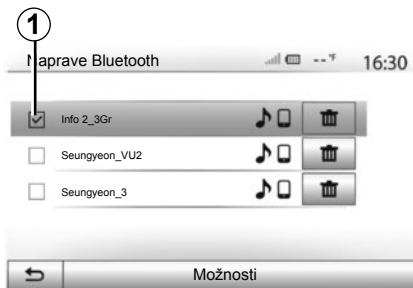 1
Naprave Bluetooth -- °F 16:30
Info 2_3Gr
Seungyeon_VU2
Seungyeon_3
Možnosti